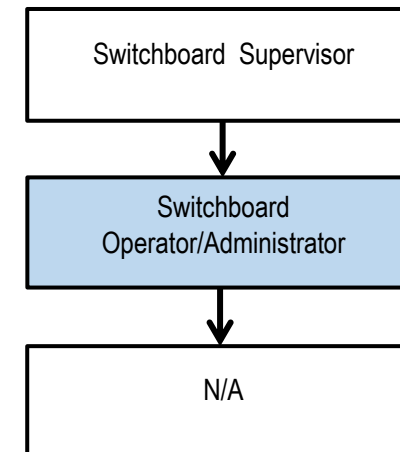 Switchboard Supervisor
Switchboard
Operator/Administrator
N/A